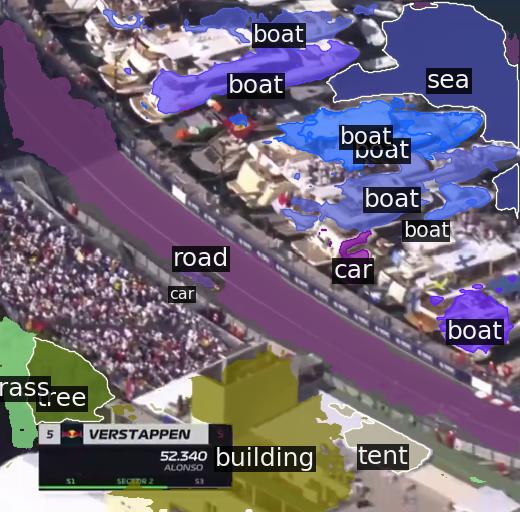 boat
boat
sea
boat
boat
boat
boat
road
car
car
boat
rass
tree
5 VERSTAPPEN 5
52.340
ALONSO
S1 SECTOR 2 S3
building
tent